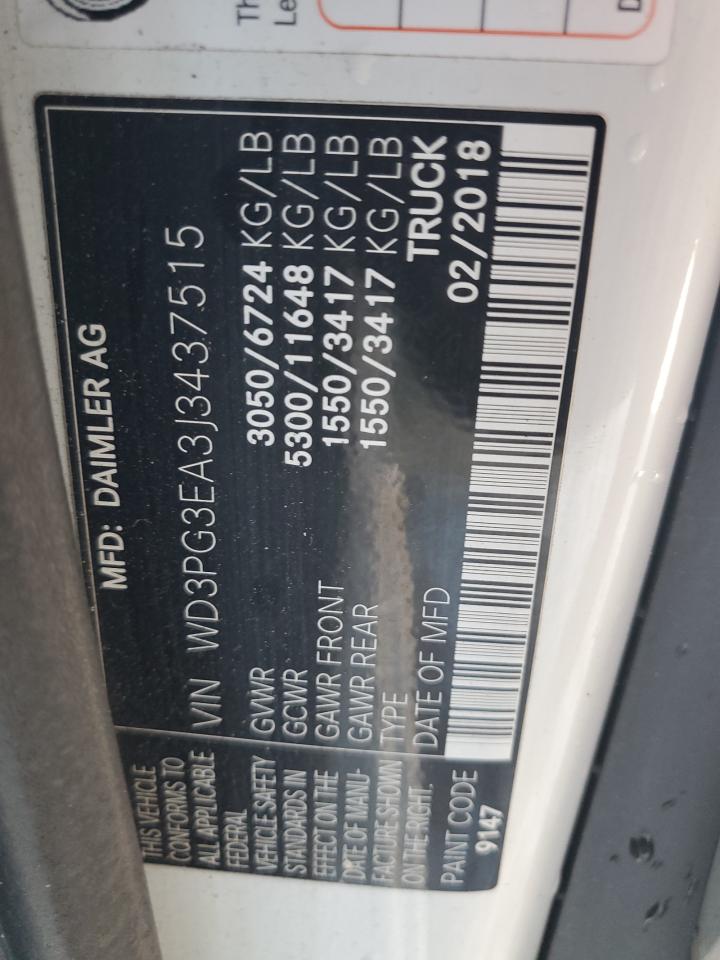 Th
Le
D
MFD: DAIMLER AG
VIN WD3PG3EA3J3437515
GVWR 3050/6724 KG/LB
GCWR 5300/11648 KG/LB
GAWR FRONT 1550/3417 KG/LB
GAWR REAR 1550/3417 KG/LB
TYPE TRUCK
DATE OF MFD 02/2018
THIS VEHICLE
CONFORMS TO
ALL APPLICABLE
FEDERAL
VEHICLE SAFETY
STANDARDS IN
EFFECT ON THE
DATE OF MANU-
FACTURE SHOWN
ON THE RIGHT.
PAINT CODE
9147